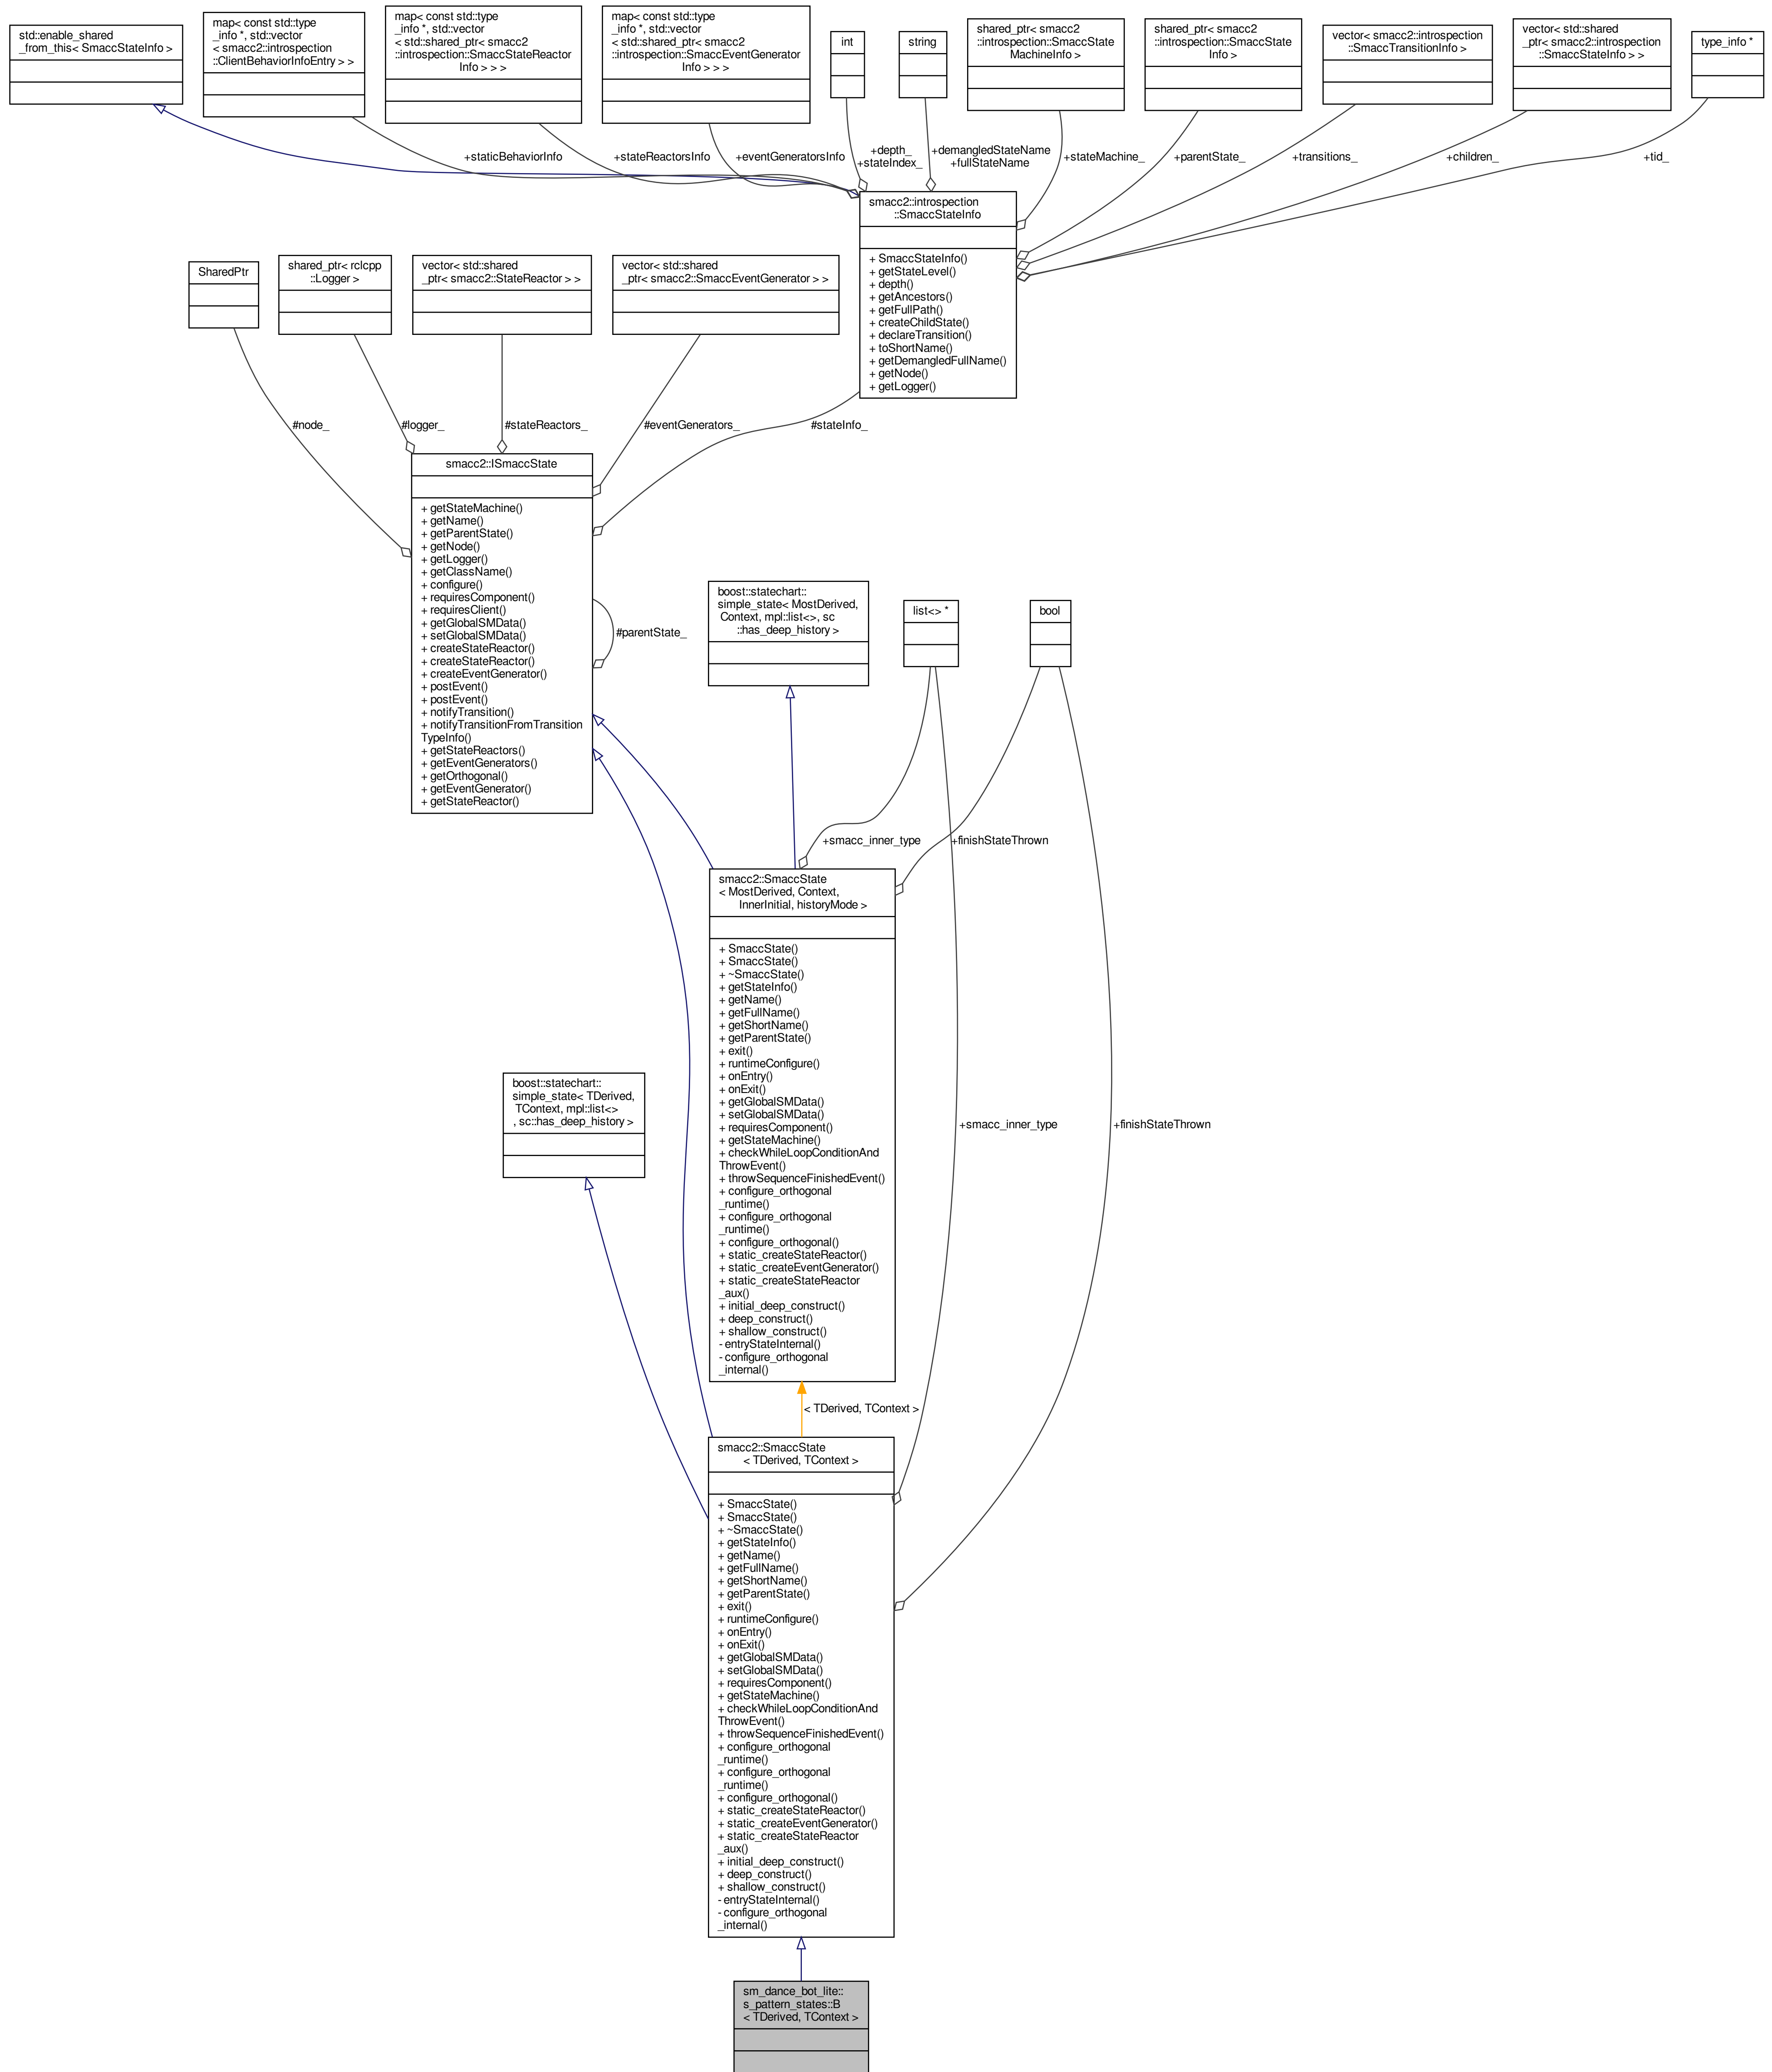 std::enable_shared
_from_this< SmaccStateInfo >
map< const std::type
_info *, std::vector
< smacc2::introspection
::ClientBehaviorInfoEntry > >
map< const std::type
_info *, std::vector
< std::shared_ptr< smacc2
::introspection::SmaccStateReactor
Info > > >
map< const std::type
_info *, std::vector
< std::shared_ptr< smacc2
::introspection::SmaccEventGenerator
Info > > >
int
string
shared_ptr< smacc2
::introspection::SmaccState
MachineInfo >
shared_ptr< smacc2
::introspection::SmaccState
Info >
vector< smacc2::introspection
::SmaccTransitionInfo >
vector< std::shared
_ptr< smacc2::introspection
::SmaccStateInfo > >
type_info *
+staticBehaviorInfo
+stateReactorsInfo
+eventGeneratorsInfo
+depth_
+stateIndex_
+demangledStateName
+fullStateName
+stateMachine_
+parentState_
+transitions_
+children_
+tid_
smacc2::introspection
::SmaccStateInfo
+ SmaccStateInfo()
+ getStateLevel()
+ depth()
+ getAncestors()
+ getFullPath()
+ createChildState()
+ declareTransition()
+ toShortName()
+ getDemangledFullName()
+ getNode()
+ getLogger()
SharedPtr
shared_ptr< rclcpp
::Logger >
vector< std::shared
_ptr< smacc2::StateReactor > >
vector< std::shared
_ptr< smacc2::SmaccEventGenerator > >
#node_
#logger_
#stateReactors_
#eventGenerators_
#stateInfo_
smacc2::ISmaccState
+ getStateMachine()
+ getName()
+ getParentState()
+ getNode()
+ getLogger()
+ getClassName()
+ configure()
+ requiresComponent()
+ requiresClient()
+ getGlobalSMData()
+ setGlobalSMData()
+ createStateReactor()
+ createStateReactor()
+ createEventGenerator()
+ postEvent()
+ postEvent()
+ notifyTransition()
+ notifyTransitionFromTransition
TypeInfo()
+ getStateReactors()
+ getEventGenerators()
+ getOrthogonal()
+ getEventGenerator()
+ getStateReactor()
#parentState_
boost::statechart::
simple_state< MostDerived,
Context, mpl::list<>, sc
::has_deep_history >
list<> *
bool
+smacc_inner_type
+finishStateThrown
smacc2::SmaccState
< MostDerived, Context,
InnerInitial, historyMode >
+ SmaccState()
+ SmaccState()
+ ~SmaccState()
+ getStateInfo()
+ getName()
+ getFullName()
+ getShortName()
+ getParentState()
+ exit()
+ runtimeConfigure()
+ onEntry()
+ onExit()
+ getGlobalSMData()
+ setGlobalSMData()
+ requiresComponent()
+ getStateMachine()
+ checkWhileLoopConditionAnd
ThrowEvent()
+ throwSequenceFinishedEvent()
+ configure_orthogonal
_runtime()
+ configure_orthogonal
_runtime()
+ configure_orthogonal()
+ static_createStateReactor()
+ static_createEventGenerator()
+ static_createStateReactor
_aux()
+ initial_deep_construct()
+ deep_construct()
+ shallow_construct()
- entryStateInternal()
- configure_orthogonal
_internal()
boost::statechart::
simple_state< TDerived,
TContext, mpl::list<>
, sc::has_deep_history >
+smacc_inner_type
+finishStateThrown
< TDerived, TContext >
smacc2::SmaccState
< TDerived, TContext >
+ SmaccState()
+ SmaccState()
+ ~SmaccState()
+ getStateInfo()
+ getName()
+ getFullName()
+ getShortName()
+ getParentState()
+ exit()
+ runtimeConfigure()
+ onEntry()
+ onExit()
+ getGlobalSMData()
+ setGlobalSMData()
+ requiresComponent()
+ getStateMachine()
+ checkWhileLoopConditionAnd
ThrowEvent()
+ throwSequenceFinishedEvent()
+ configure_orthogonal
_runtime()
+ configure_orthogonal
_runtime()
+ configure_orthogonal()
+ static_createStateReactor()
+ static_createEventGenerator()
+ static_createStateReactor
_aux()
+ initial_deep_construct()
+ deep_construct()
+ shallow_construct()
- entryStateInternal()
- configure_orthogonal
_internal()
sm_dance_bot_lite::
s_pattern_states::B
< TDerived, TContext >